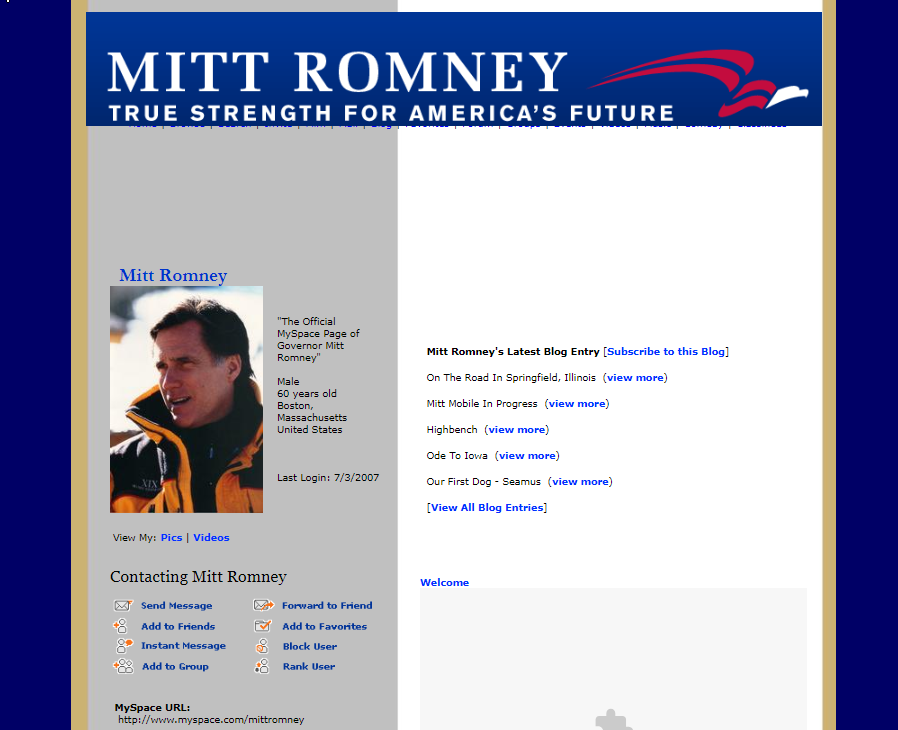 MITT ROMNEY
TRUE STRENGTH FOR AMERICA'S FUTURE
Mitt Romney
"The Official
MySpace Page of
Governor Mitt
Romney"
Male
60 years old
Boston,
Massachusetts
United States
Last Login: 7/3/2007
XIX
View My: Pics | Videos
Contacting Mitt Romney
Send Message
Forward to Friend
Add to Friends
Add to Favorites
Instant Message
Block User
Add to Group
Rank User
MySpace URL:
http://www.myspace.com/mittromney
Mitt Romney's Latest Blog Entry [Subscribe to this Blog]
On The Road In Springfield, Illinois (view more)
Mitt Mobile In Progress (view more)
Highbench (view more)
Ode To Iowa (view more)
Our First Dog - Seamus (view more)
[View All Blog Entries]
Welcome